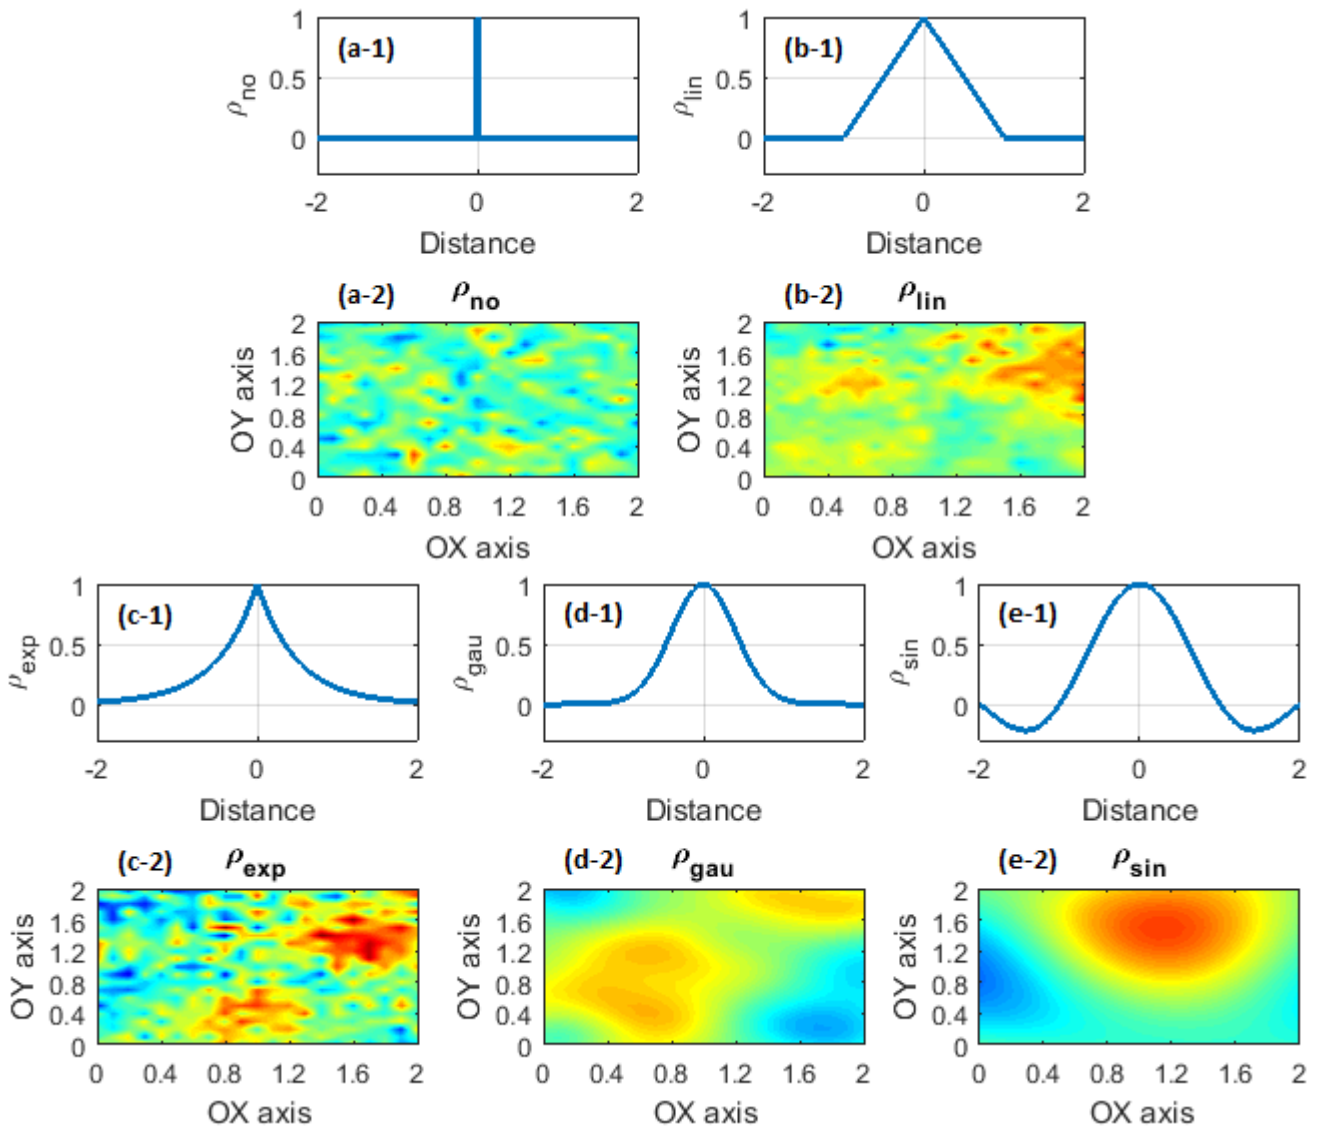 (a-1)
1
0.5
0
ρno
-2 0 2
Distance
(b-1)
1
0.5
0
ρlin
-2 0 2
Distance
(a-2) ρno
2
1.6
1.2
0.8
0.4
0
OY axis
0 0.4 0.8 1.2 1.6 2
OX axis
(b-2) ρlin
2
1.6
1.2
0.8
0.4
0
OY axis
0 0.4 0.8 1.2 1.6 2
OX axis
(c-1)
1
0.5
0
ρexp
-2 0 2
Distance
(d-1)
1
0.5
0
ρgau
-2 0 2
Distance
(e-1)
1
0.5
0
ρsin
-2 0 2
Distance
(c-2) ρexp
2
1.6
1.2
0.8
0.4
0
OY axis
0 0.4 0.8 1.2 1.6 2
OX axis
(d-2) ρgau
2
1.6
1.2
0.8
0.4
0
OY axis
0 0.4 0.8 1.2 1.6 2
OX axis
(e-2) ρsin
2
1.6
1.2
0.8
0.4
0
OY axis
0 0.4 0.8 1.2 1.6 2
OX axis